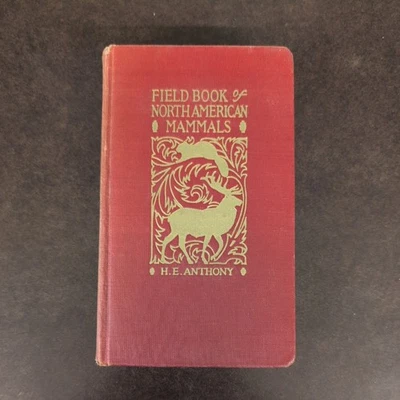 FIELD BOOK of
NORTH AMERICAN
MAMMALS
H. E. ANTHONY